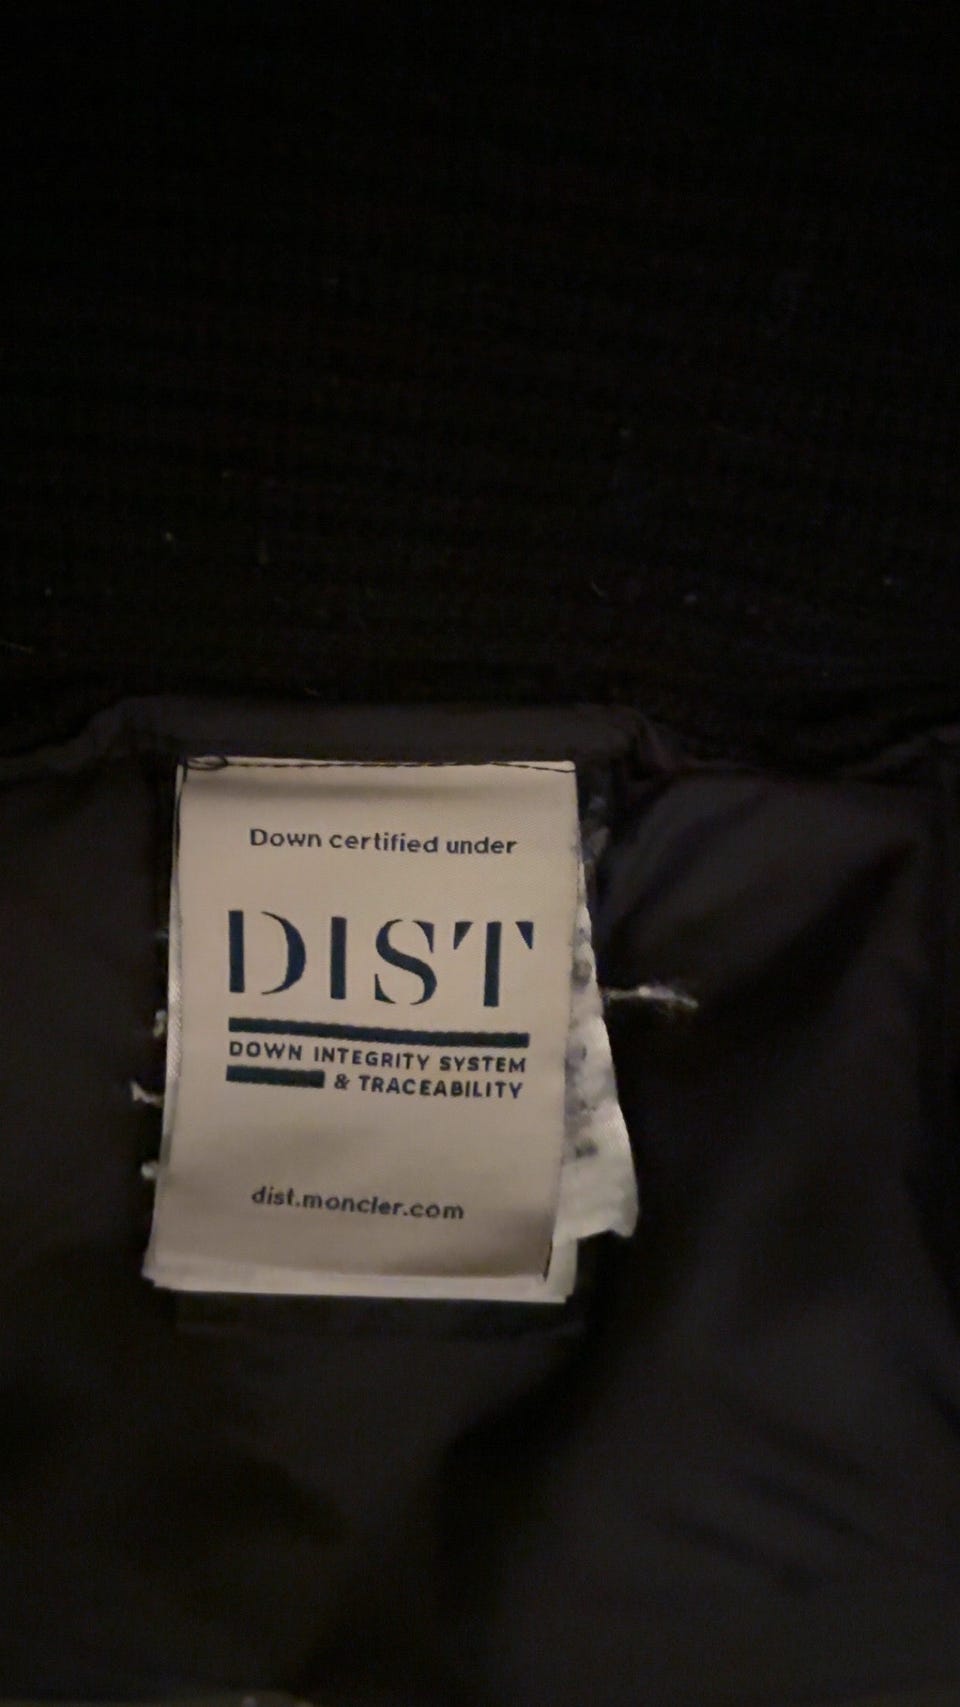 Down certified under
DIST
DOWN INTEGRITY SYSTEM
& TRACEABILITY
dist.moncler.com